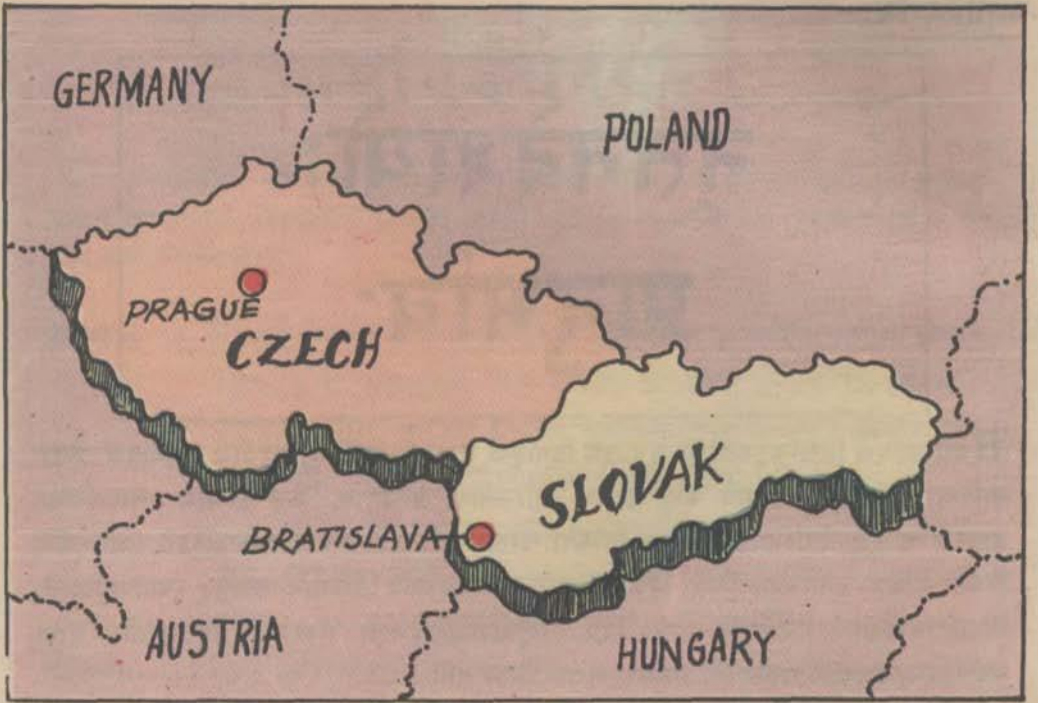 GERMANY
POLAND
PRAGUE
CZECH
SLOVAK
BRATISLAVA
AUSTRIA
HUNGARY